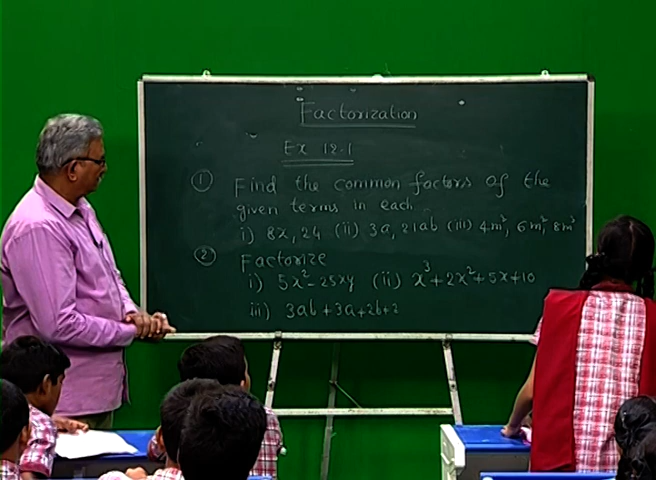 Factorization
Ex 12.1
① Find the common factors of the
given terms in each
i) 8x, 24 (ii) 3a, 21ab (iii) 4m², 6m², 8m³
② Factorize
i) 5x² - 25xy (ii) x³ + 2x² + 5x + 10
iii) 3ab + 3a + 2b + 2